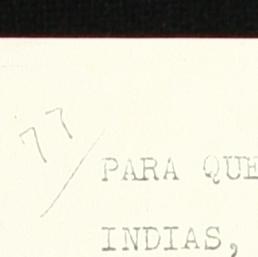 77/
PARA QUE
INDIAS,